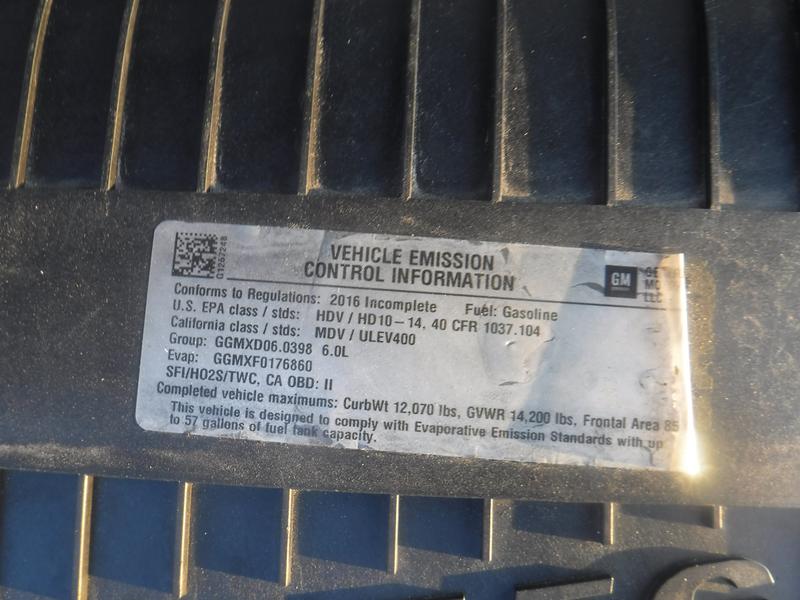 VEHICLE EMISSION
CONTROL INFORMATION
G1267248
GM
Conforms to Regulations: 2016 Incomplete Fuel: Gasoline
U.S. EPA class / stds: HDV / HD10-14, 40 CFR 1037.104
California class / stds: MDV / ULEV400
Group: GGMXD06.0398 6.0L
Evap: GGMXF0176860
SFI/HO2S/TWC, CA OBD: II
Completed vehicle maximums: CurbWt 12,070 lbs, GVWR 14,200 lbs, Frontal Area 85
This vehicle is designed to comply with Evaporative Emission Standards with up
to 57 gallons of fuel tank capacity.